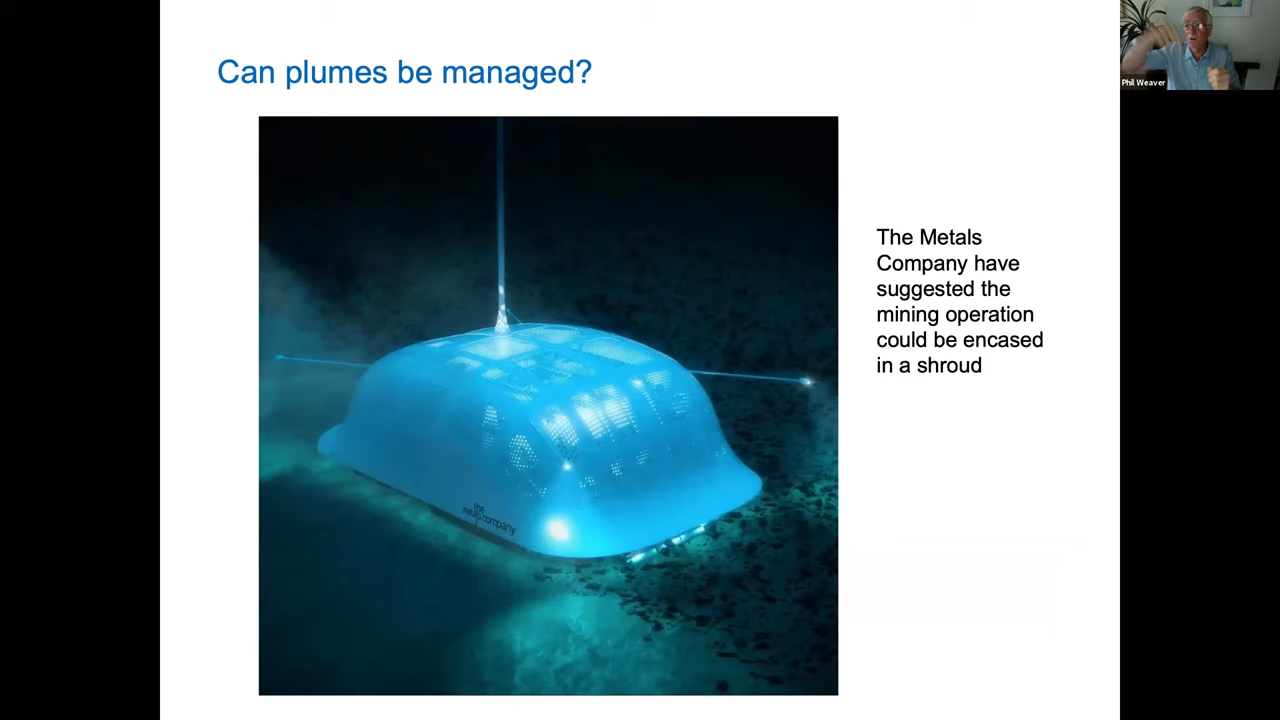 Can plumes be managed?
Phil Weaver
The Metals
Company have
suggested the
mining operation
could be encased
in a shroud
the
metals company